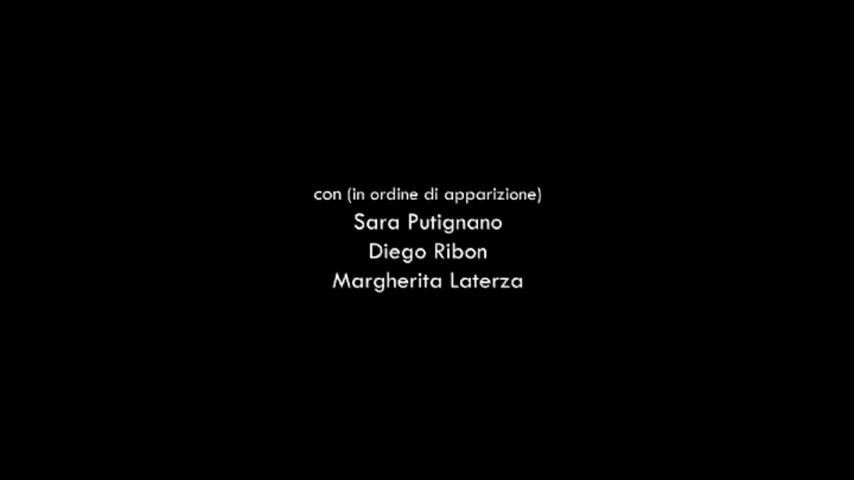 con (in ordine di apparizione)
Sara Putignano
Diego Ribon
Margherita Laterza